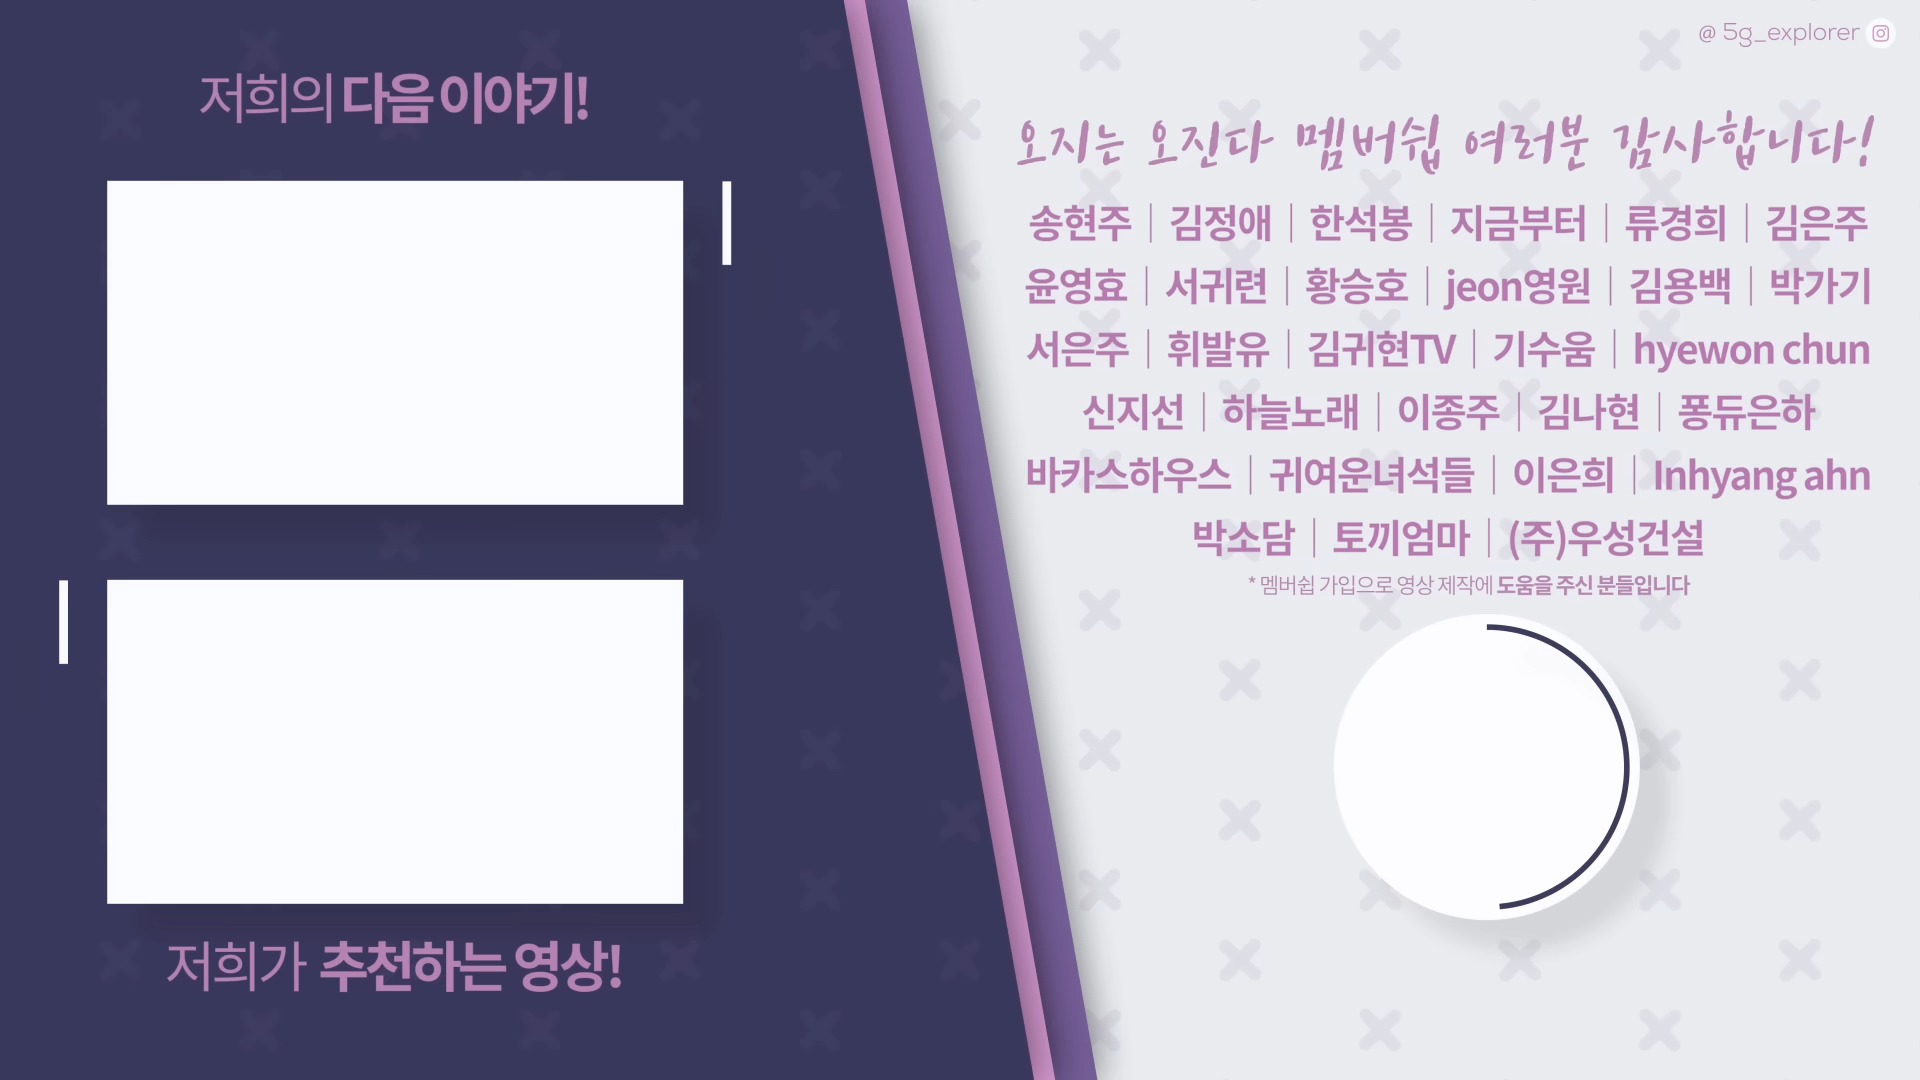 저희의 다음 이야기!
저희가 추천하는 영상!
@ 5g_explorer
오지는 오진다 멤버쉽 여러분 감사합니다!
송현주 | 김정애 | 한석봉 | 지금부터 | 류경희 | 김은주
윤영효 | 서귀련 | 황승호 | jeon영원 | 김용백 | 박가기
서은주 | 휘발유 | 김귀현TV | 기수움 | hyewon chun
신지선 | 하늘노래 | 이종주 | 김나현 | 퐁듀은하
바카스하우스 | 귀여운녀석들 | 이은희 | Inhyang ahn
박소담 | 토끼엄마 | (주)우성건설
* 멤버쉽 가입으로 영상 제작에 도움을 주신 분들입니다